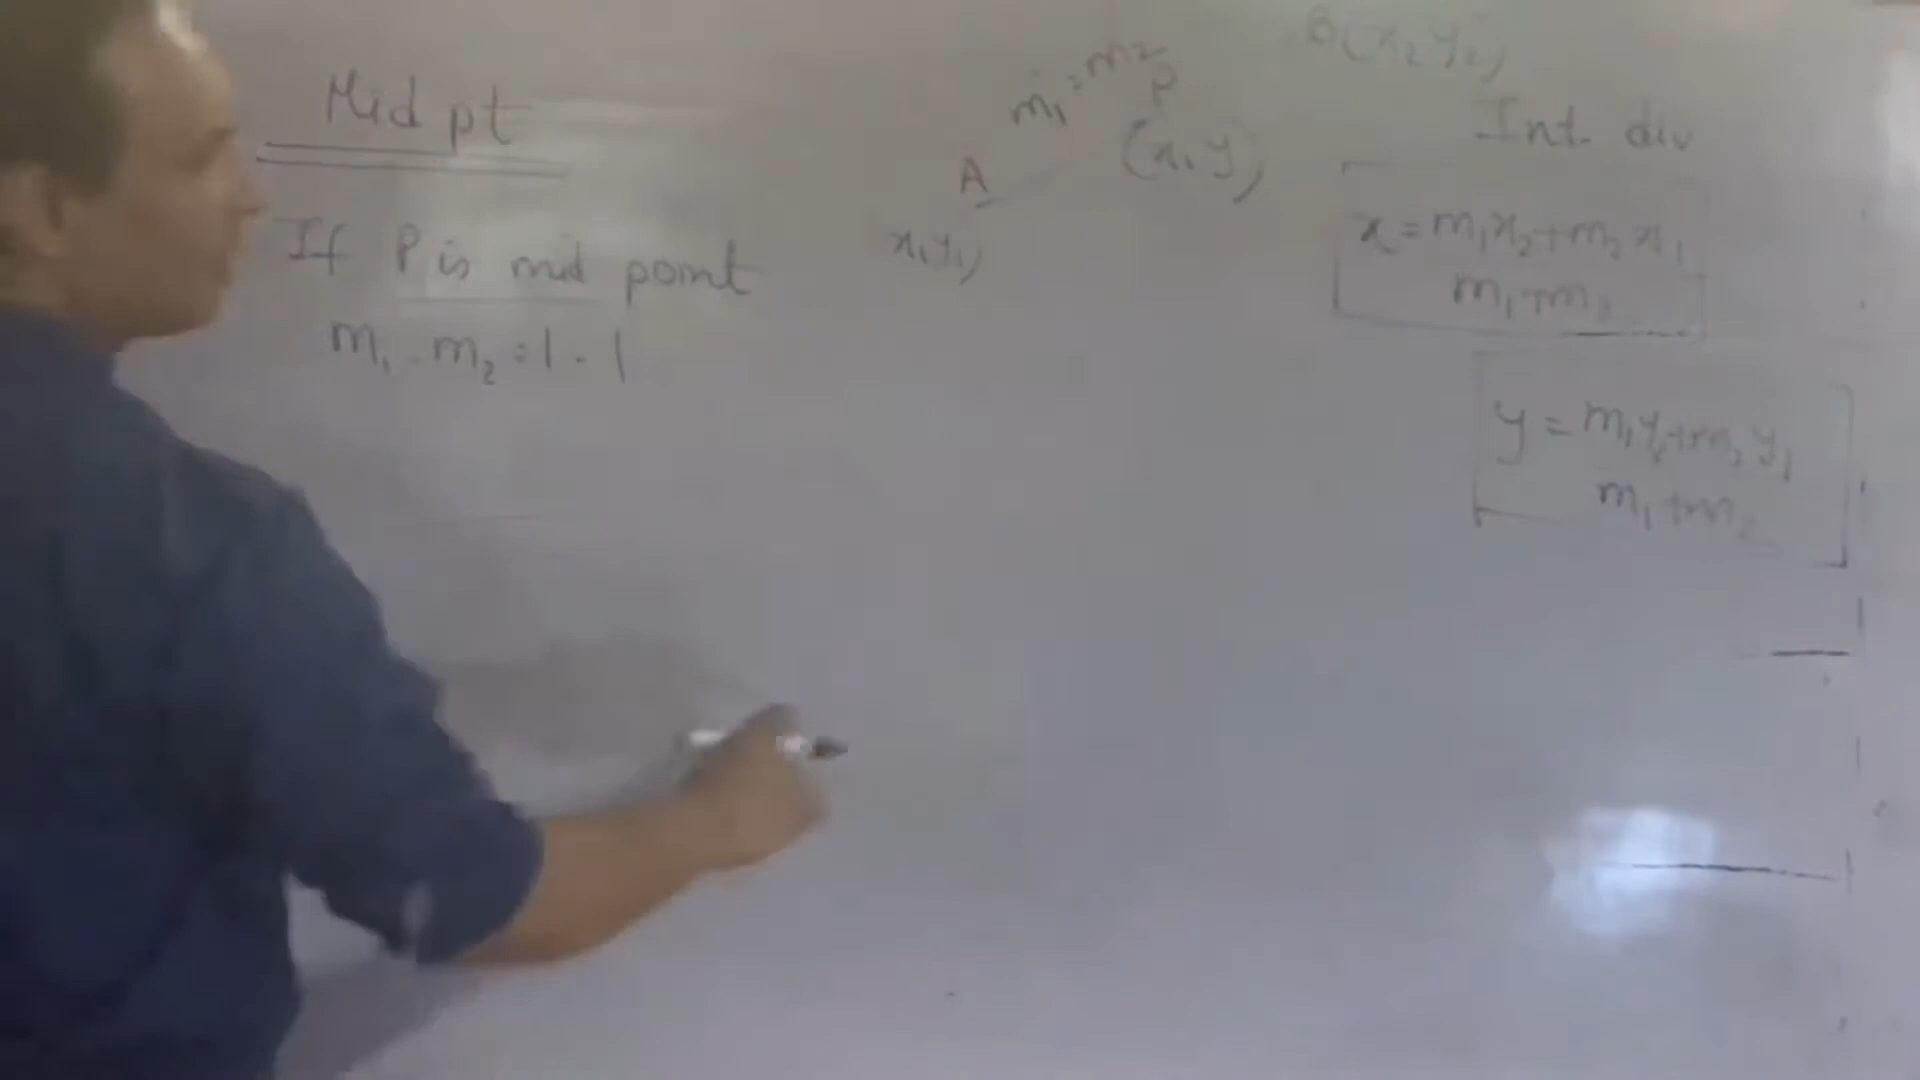 Mid pt
If P is mid point
m₁ : m₂ = 1 : 1
B(x₂ y₂)
m₁ : m₂
P
(x, y)
A
x₁ y₁)
Int. div
x = m₁x₂+m₂x₁
m₁+m₂
y = m₁y₂+m₂y₁
m₁+m₂